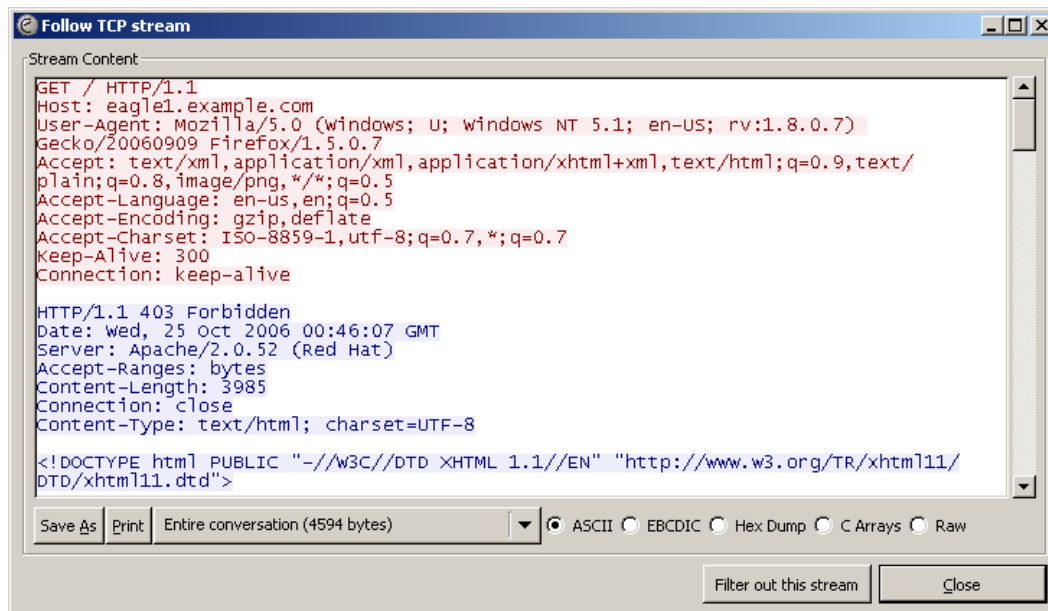 Follow TCP stream
Stream Content
GET / HTTP/1.1
Host: eagle1.example.com
User-Agent: Mozilla/5.0 (Windows; U; Windows NT 5.1; en-US; rv:1.8.0.7)
Gecko/20060909 Firefox/1.5.0.7
Accept: text/xml,application/xml,application/xhtml+xml,text/html;q=0.9,text/
plain;q=0.8,image/png,*/*;q=0.5
Accept-Language: en-us,en;q=0.5
Accept-Encoding: gzip,deflate
Accept-Charset: ISO-8859-1,utf-8;q=0.7,*;q=0.7
Keep-Alive: 300
Connection: keep-alive
HTTP/1.1 403 Forbidden
Date: Wed, 25 Oct 2006 00:46:07 GMT
Server: Apache/2.0.52 (Red Hat)
Accept-Ranges: bytes
Content-Length: 3985
Connection: close
Content-Type: text/html; charset=UTF-8
<!DOCTYPE html PUBLIC "-//W3C//DTD XHTML 1.1//EN" "http://www.w3.org/TR/xhtml11/
DTD/xhtml11.dtd">
Save As Print Entire conversation (4594 bytes) ASCII EBCDIC Hex Dump C Arrays Raw
Filter out this stream Close